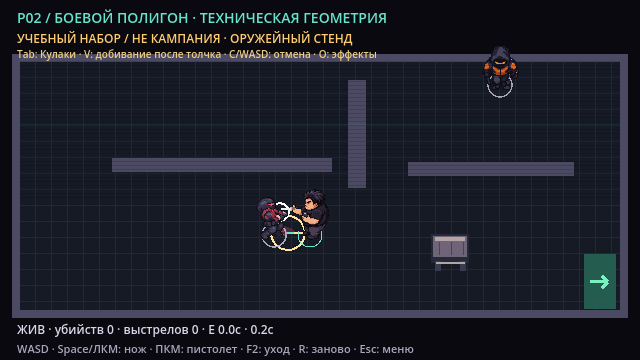 P02 / БОЕВОЙ ПОЛИГОН · ТЕХНИЧЕСКАЯ ГЕОМЕТРИЯ
УЧЕБНЫЙ НАБОР / НЕ КАМПАНИЯ · ОРУЖЕЙНЫЙ СТЕНД
Tab: Кулаки · V: добивание после толчка · C/WASD: отмена · O: эффекты
ЖИВ · убийств 0 · выстрелов 0 · E 0.0с · 0.2с
WASD · Space/ЛКМ: нож · ПКМ: пистолет · F2: уход · R: заново · Esc: меню